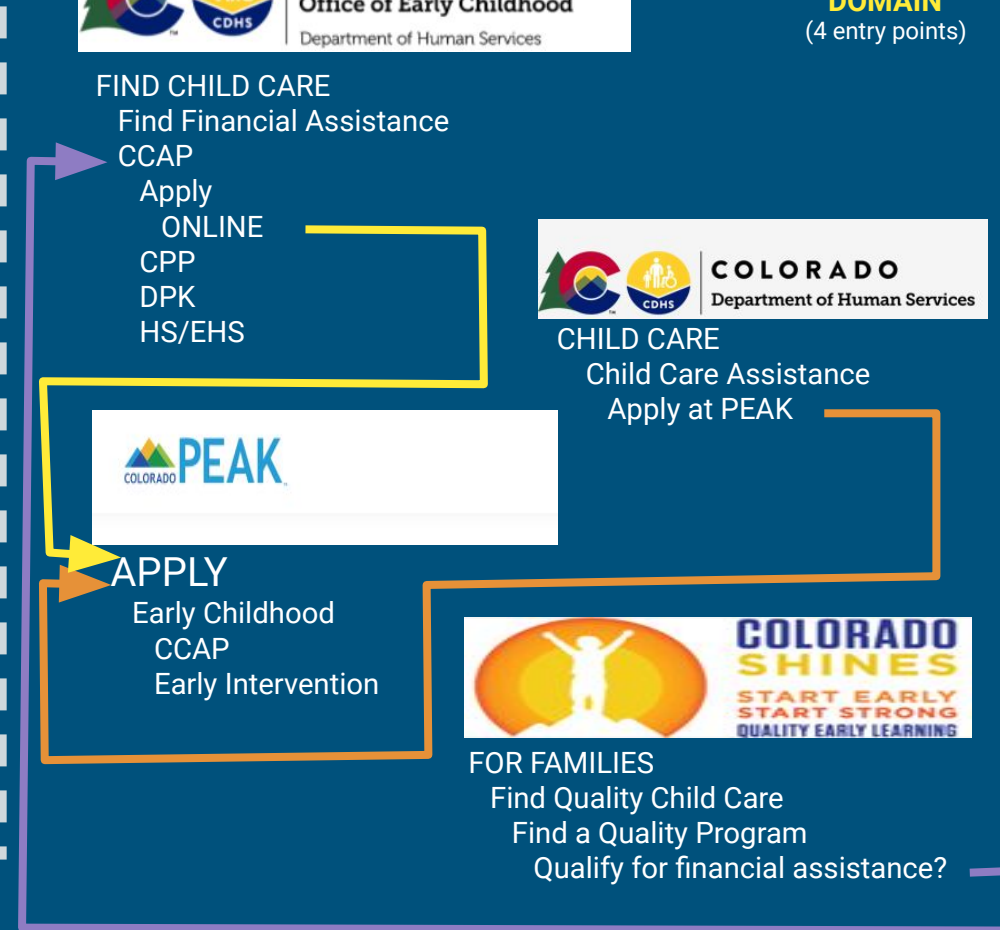 Office of Early Childhood
CDHS
Department of Human Services
DOMAIN
(4 entry points)
FIND CHILD CARE
Find Financial Assistance
CCAP
Apply
ONLINE
CPP
DPK
HS/EHS
COLORADO
CDHS
Department of Human Services
CHILD CARE
Child Care Assistance
Apply at PEAK
COLORADO PEAK
APPLY
Early Childhood
CCAP
Early Intervention
COLORADO
SHINES
START EARLY
START STRONG
QUALITY EARLY LEARNING
FOR FAMILIES
Find Quality Child Care
Find a Quality Program
Qualify for financial assistance?